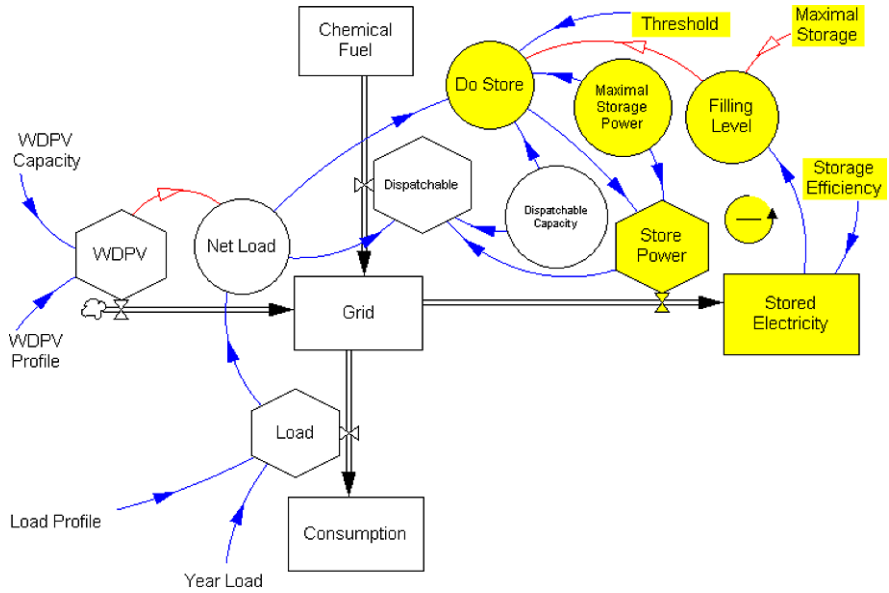 Chemical
Fuel
Threshold
Maximal
Storage
Do Store
Maximal
Storage
Power
Filling
Level
WDPV
Capacity
Dispatchable
Storage
Efficiency
Dispatchable
Capacity
WDPV
Net Load
Store
Power
Grid
Stored
Electricity
WDPV
Profile
Load
Load Profile
Consumption
Year Load